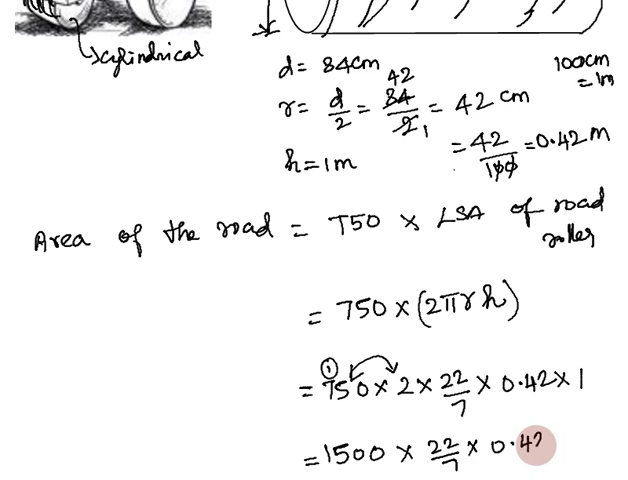 cylindrical
d = 84cm
100cm = 1m
r = d/2 = 84/2 = 42 cm
42
1
= 42/100 = 0.42 m
h = 1m
Area of the road = 750 × LSA of road roller
= 750 × (2πrh)
①
= 750 × 2 × 22/7 × 0.42 × 1
= 1500 × 22/7 × 0.42